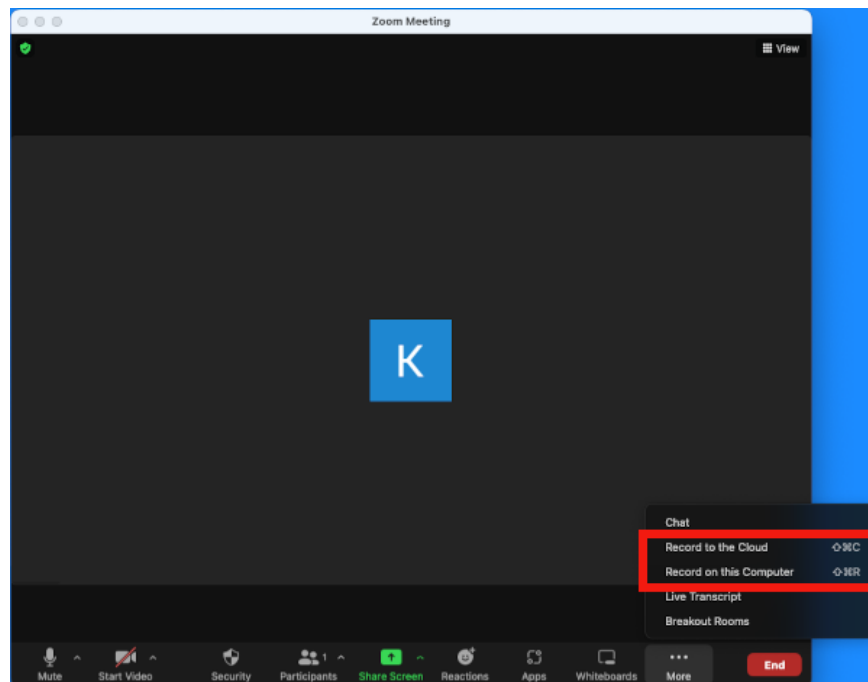 Zoom Meeting
View
K
Chat
Record to the Cloud ⇧⌘C
Record on this Computer ⇧⌘R
Live Transcript
Breakout Rooms
1
Mute Start Video Security Participants Share Screen Reactions Apps Whiteboards More End